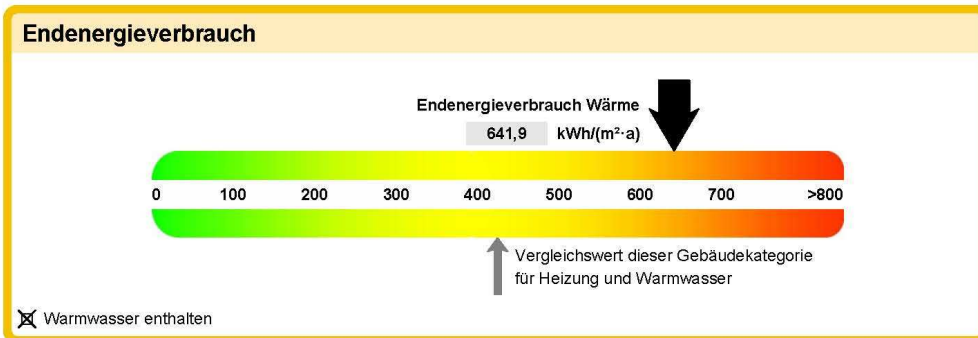 Endenergieverbrauch
Endenergieverbrauch Wärme
641,9 kWh/(m²·a)
0 100 200 300 400 500 600 700 >800
Vergleichswert dieser Gebäudekategorie
für Heizung und Warmwasser
Warmwasser enthalten